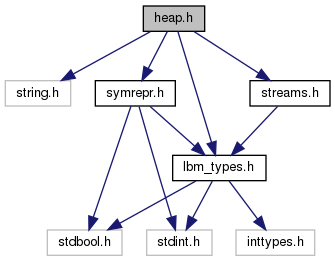 heap.h
string.h
symrepr.h
streams.h
lbm_types.h
stdbool.h
stdint.h
inttypes.h